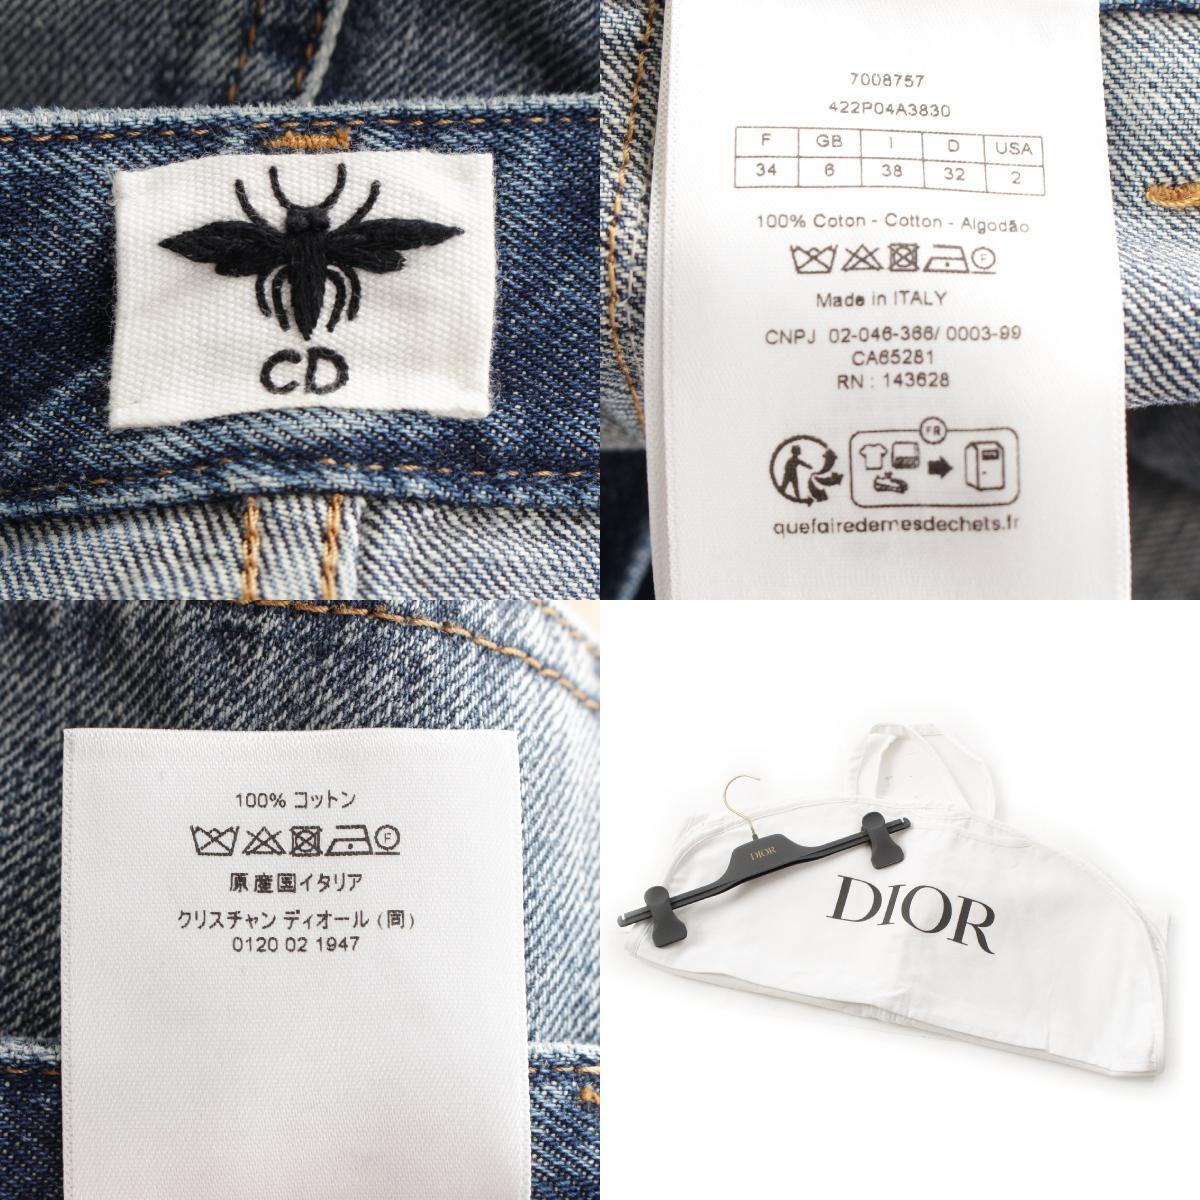 CD
7008757
422P04A3830
F GB I D USA
34 6 38 32 2
100% Coton - Cotton - Algodão
F
Made in ITALY
CNPJ 02-046-366/ 0003-99
CA65281
RN : 143628
FR
quefairedemesdechets.fr
100% コットン
F
原産国イタリア
クリスチャン ディオール (同)
0120 02 1947
DIOR
DIOR